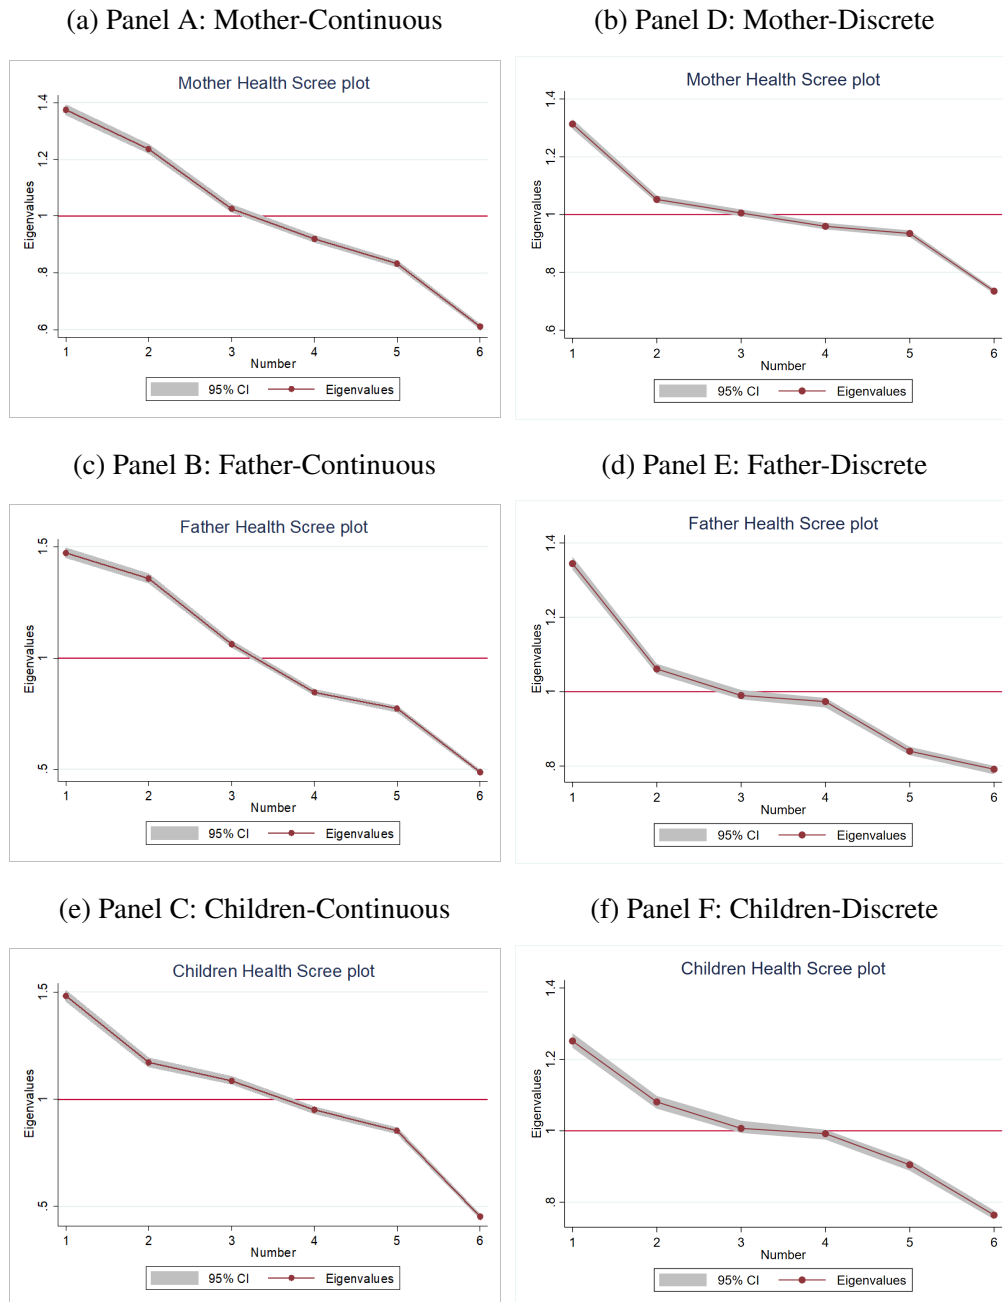 (a) Panel A: Mother-Continuous
Mother Health Scree plot
Eigenvalues
1.4
1.2
1
.8
.6
1 2 3 4 5 6
Number
95% CI Eigenvalues
(b) Panel D: Mother-Discrete
Mother Health Scree plot
Eigenvalues
1.4
1.2
1
.8
.6
1 2 3 4 5 6
Number
95% CI Eigenvalues
(c) Panel B: Father-Continuous
Father Health Scree plot
Eigenvalues
1.5
1
.5
1 2 3 4 5 6
Number
95% CI Eigenvalues
(d) Panel E: Father-Discrete
Father Health Scree plot
Eigenvalues
1.4
1.2
1
.8
1 2 3 4 5 6
Number
95% CI Eigenvalues
(e) Panel C: Children-Continuous
Children Health Scree plot
Eigenvalues
1.5
1
.5
1 2 3 4 5 6
Number
95% CI Eigenvalues
(f) Panel F: Children-Discrete
Children Health Scree plot
Eigenvalues
1.4
1.2
1
.8
1 2 3 4 5 6
Number
95% CI Eigenvalues